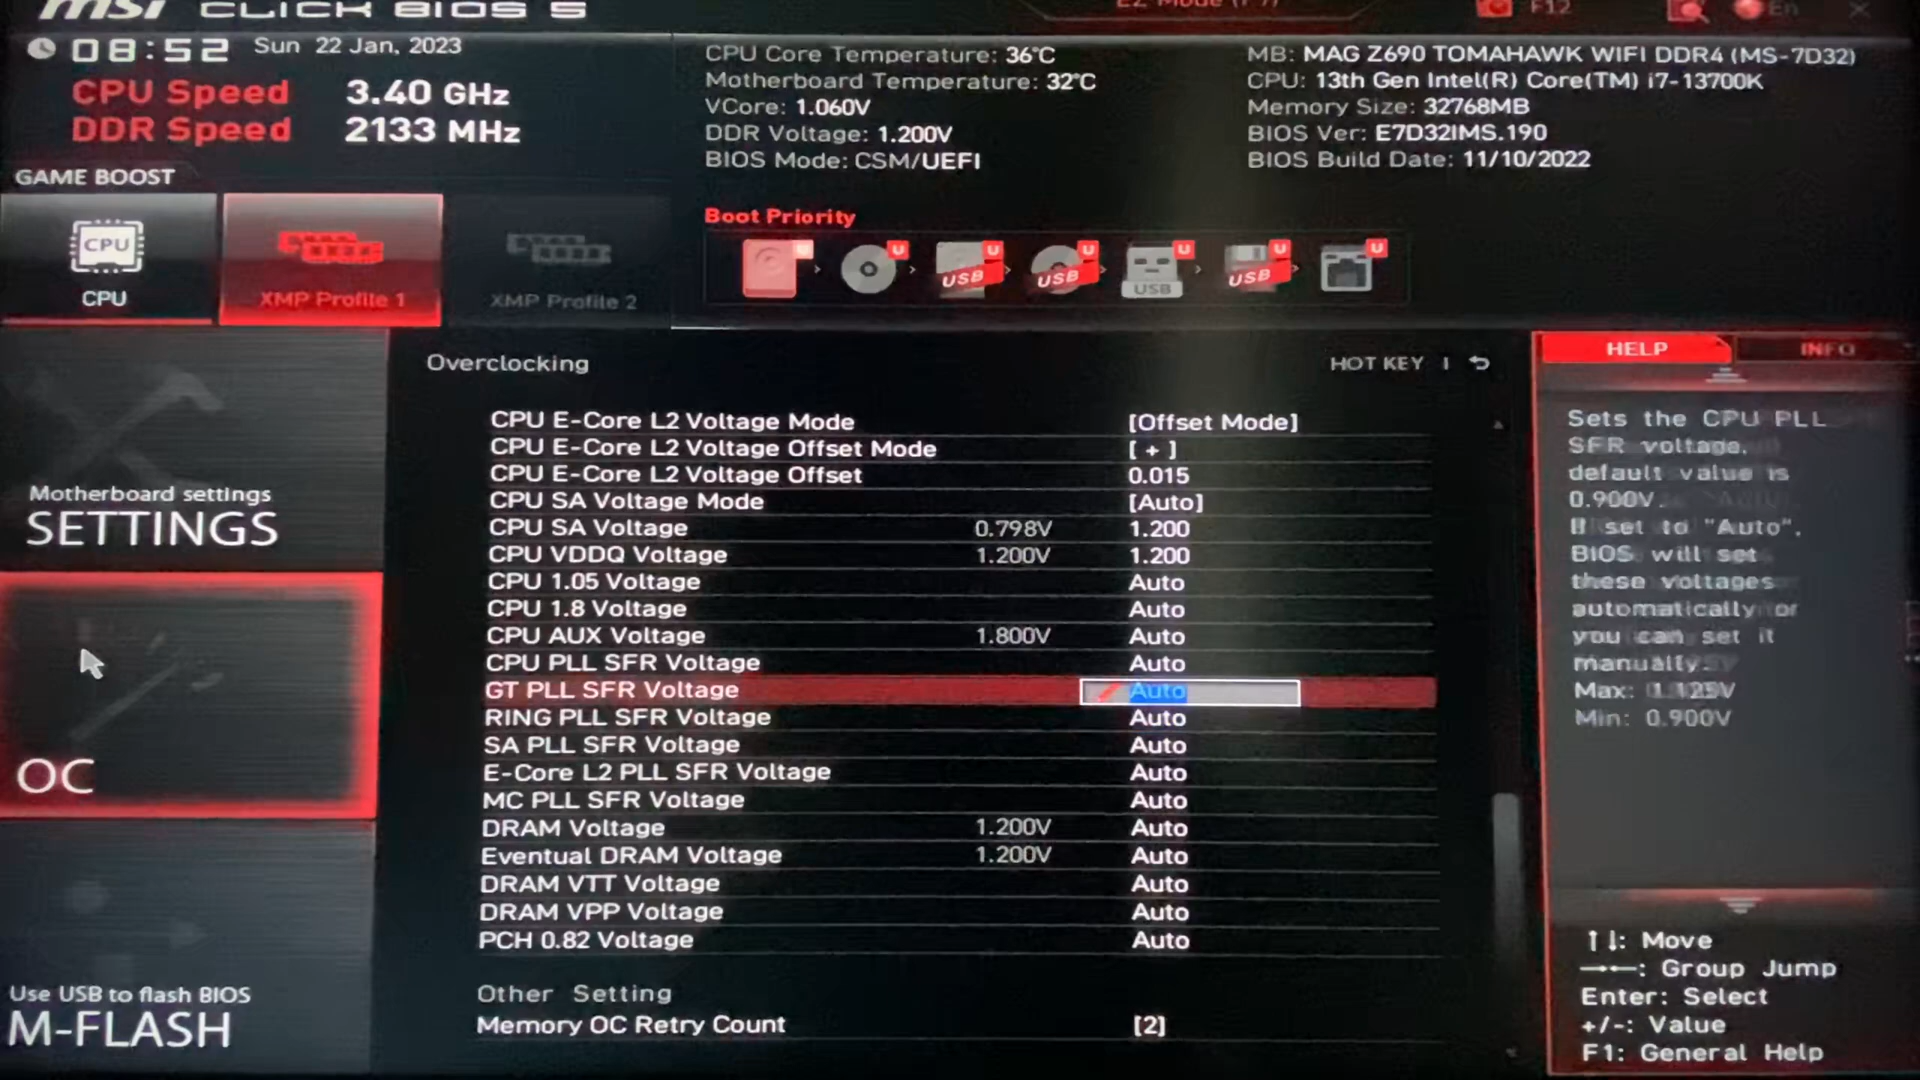 msi CLICK BIOS 5
EZ Mode (F7)
F12
En
08:52
Sun 22 Jan, 2023
CPU Speed 3.40 GHz
DDR Speed 2133 MHz
CPU Core Temperature: 36°C
Motherboard Temperature: 32°C
VCore: 1.060V
DDR Voltage: 1.200V
BIOS Mode: CSM/UEFI
MB: MAG Z690 TOMAHAWK WIFI DDR4 (MS-7D32)
CPU: 13th Gen Intel(R) Core(TM) i7-13700K
Memory Size: 32768MB
BIOS Ver: E7D32IMS.190
BIOS Build Date: 11/10/2022
GAME BOOST
CPU
CPU
XMP Profile 1
XMP Profile 2
Boot Priority
U
U
USB
U
USB
U
USB
U
USB
U
Motherboard settings
SETTINGS
OC
Use USB to flash BIOS
M-FLASH
Overclocking
HOT KEY |
CPU E-Core L2 Voltage Mode [Offset Mode]
CPU E-Core L2 Voltage Offset Mode [ + ]
CPU E-Core L2 Voltage Offset 0.015
CPU SA Voltage Mode [Auto]
CPU SA Voltage 0.798V 1.200
CPU VDDQ Voltage 1.200V 1.200
CPU 1.05 Voltage Auto
CPU 1.8 Voltage Auto
CPU AUX Voltage 1.800V Auto
CPU PLL SFR Voltage Auto
GT PLL SFR Voltage Auto
RING PLL SFR Voltage Auto
SA PLL SFR Voltage Auto
E-Core L2 PLL SFR Voltage Auto
MC PLL SFR Voltage Auto
DRAM Voltage 1.200V Auto
Eventual DRAM Voltage 1.200V Auto
DRAM VTT Voltage Auto
DRAM VPP Voltage Auto
PCH 0.82 Voltage Auto
Other Setting
Memory OC Retry Count [2]
HELP
INFO
Sets the CPU PLL
SFR voltage.
default value is
0.900V.
If set to "Auto",
BIOS will set
these voltages
automatically or
you can set it
manually.
Max:
Min: 0.900V
↑↓: Move
Group Jump
Enter: Select
+/-: Value
F1: General Help